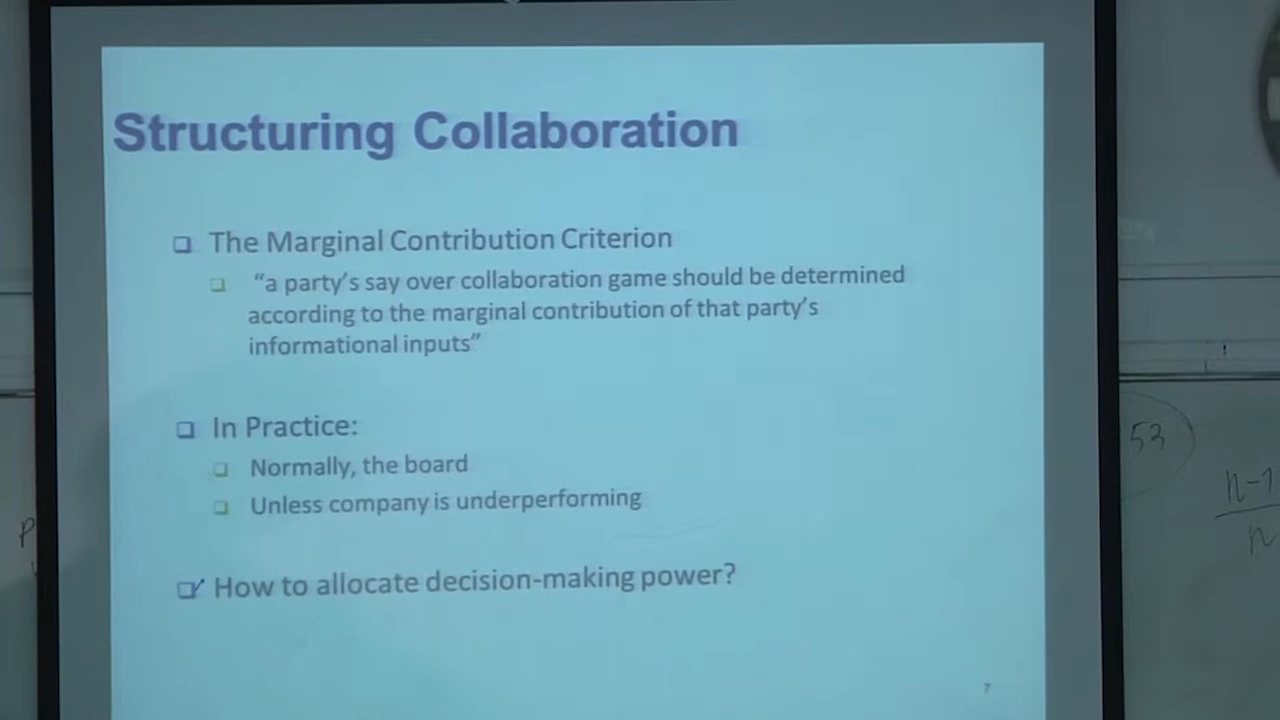 Structuring Collaboration
The Marginal Contribution Criterion
“a party’s say over collaboration game should be determined
according to the marginal contribution of that party’s
informational inputs”
In Practice:
Normally, the board
Unless company is underperforming
How to allocate decision-making power?
7
53
n-1
n
P